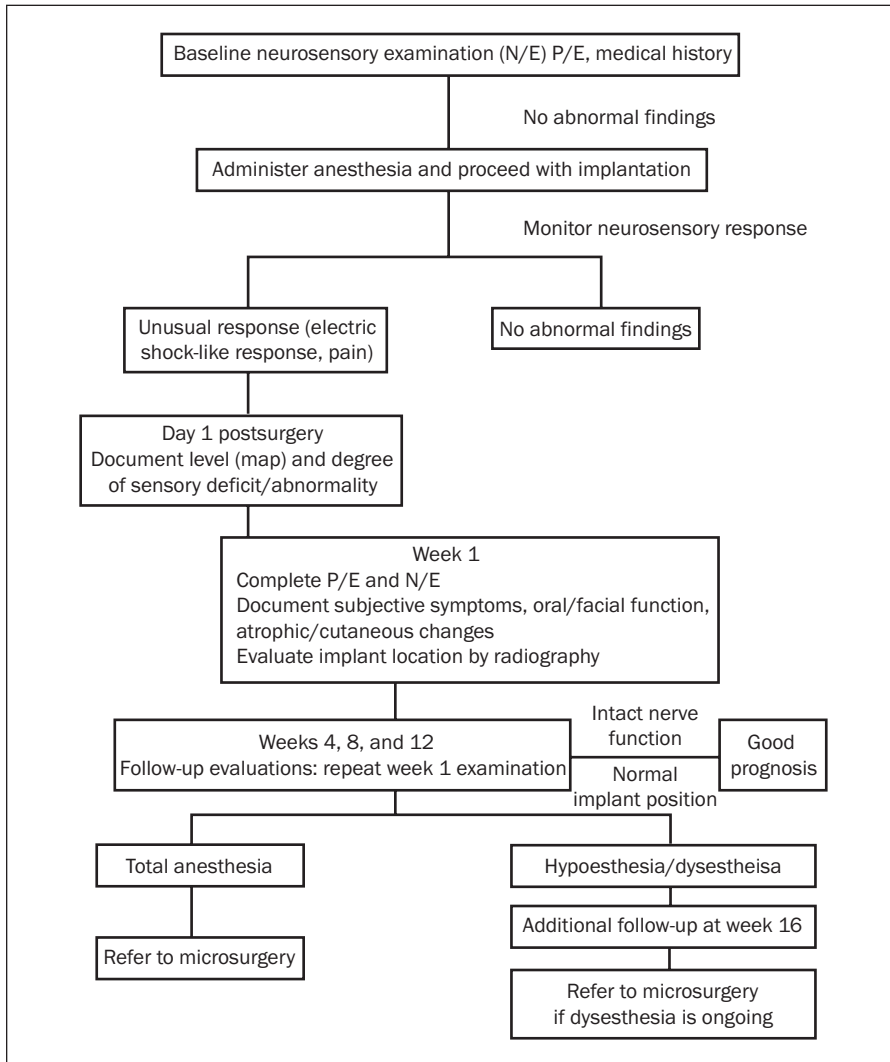 Baseline neurosensory examination (N/E) P/E, medical history
No abnormal findings
Administer anesthesia and proceed with implantation
Monitor neurosensory response
Unusual response (electric
shock-like response, pain)
No abnormal findings
Day 1 postsurgery
Document level (map) and degree
of sensory deficit/abnormality
Week 1
Complete P/E and N/E
Document subjective symptoms, oral/facial function,
atrophic/cutaneous changes
Evaluate implant location by radiography
Weeks 4, 8, and 12
Follow-up evaluations: repeat week 1 examination
Intact nerve
function
Normal
implant position
Good
prognosis
Total anesthesia
Hypoesthesia/dysestheisa
Refer to microsurgery
Additional follow-up at week 16
Refer to microsurgery
if dysesthesia is ongoing